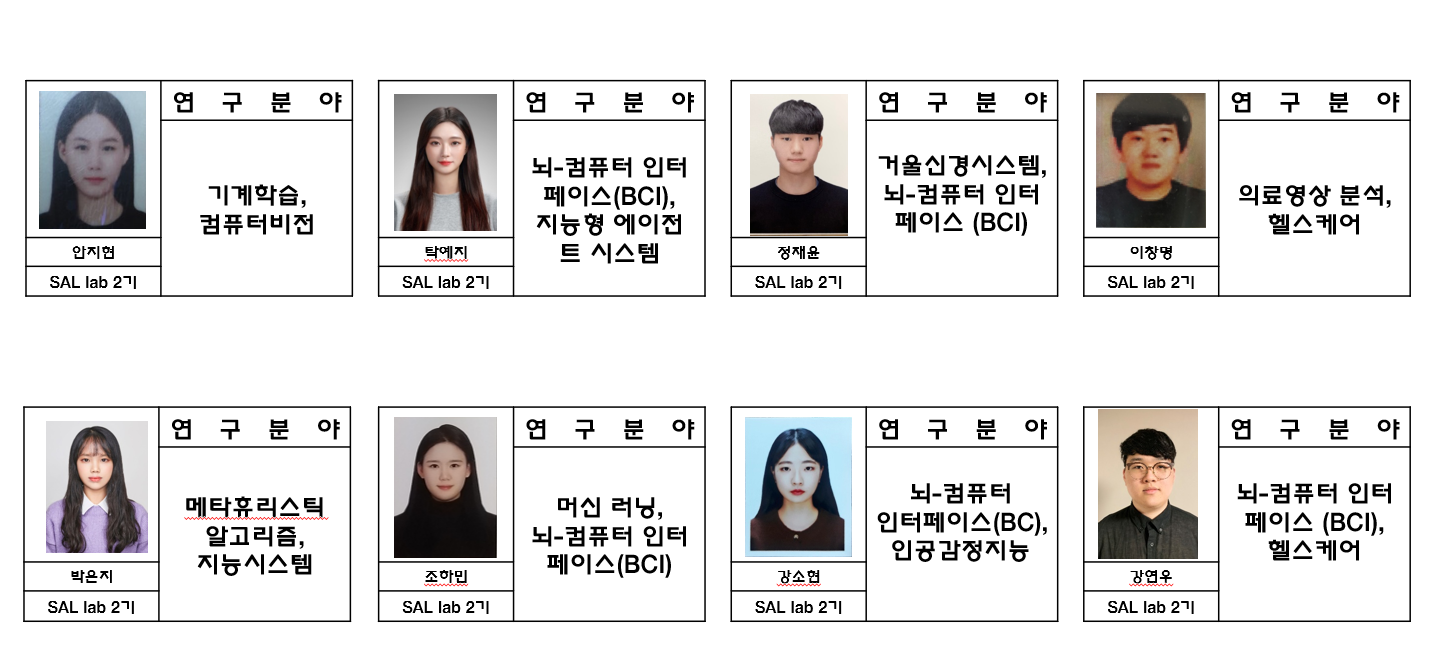 연 구 분 야
기계학습,
컴퓨터비전
안지현
SAL lab 2기
연 구 분 야
뇌-컴퓨터 인터
페이스(BCI),
지능형 에이전
트 시스템
탁예지
SAL lab 2기
연 구 분 야
거울신경시스템,
뇌-컴퓨터 인터
페이스 (BCI)
정재윤
SAL lab 2기
연 구 분 야
의료영상 분석,
헬스케어
이창명
SAL lab 2기
연 구 분 야
메타휴리스틱
알고리즘,
지능시스템
박은지
SAL lab 2기
연 구 분 야
머신 러닝,
뇌-컴퓨터 인터
페이스(BCI)
조하민
SAL lab 2기
연 구 분 야
뇌-컴퓨터
인터페이스(BC),
인공감정지능
강소현
SAL lab 2기
연 구 분 야
뇌-컴퓨터 인터
페이스 (BCI),
헬스케어
강연우
SAL lab 2기